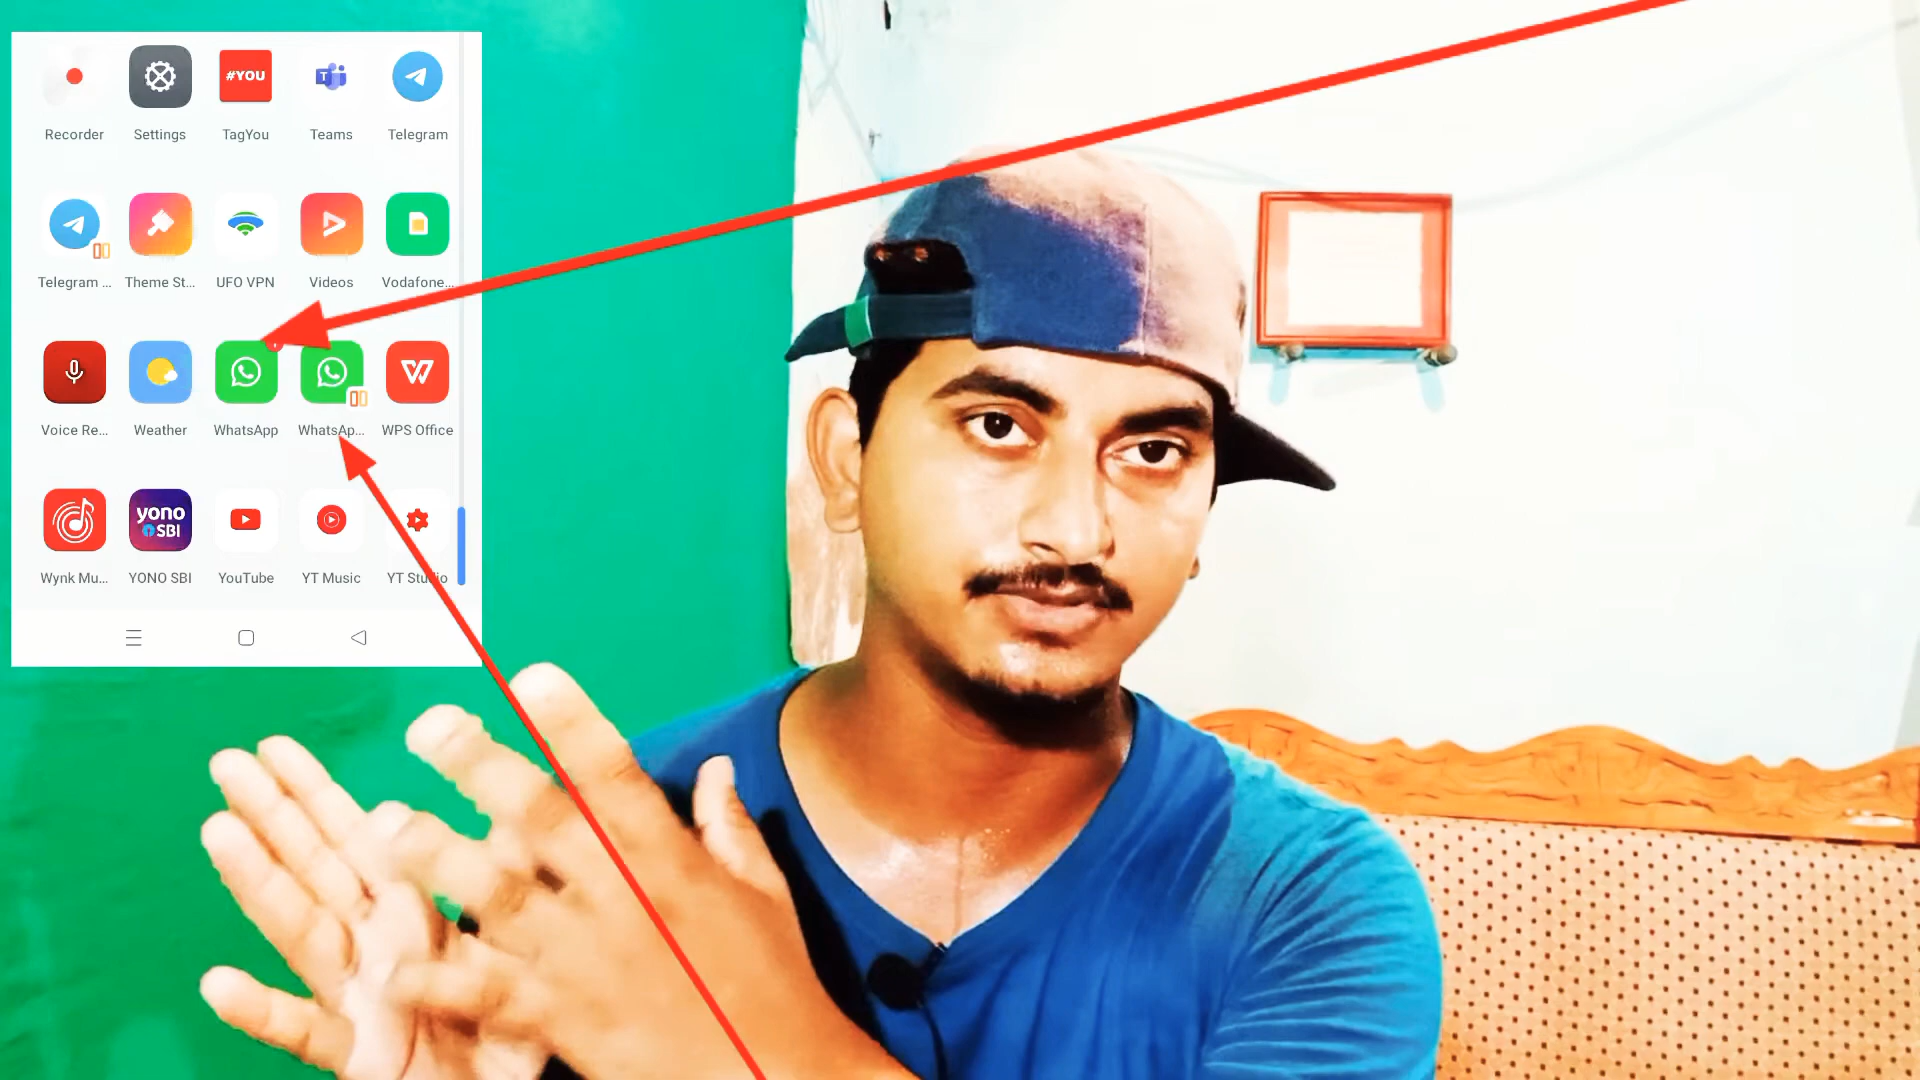 #YOU
T
Recorder Settings TagYou Teams Telegram
Telegram ... Theme St... UFO VPN Videos Vodafone...
Voice Re... Weather WhatsApp WhatsAp... WPS Office
yono
SBI
Wynk Mu... YONO SBI YouTube YT Music YT Studio